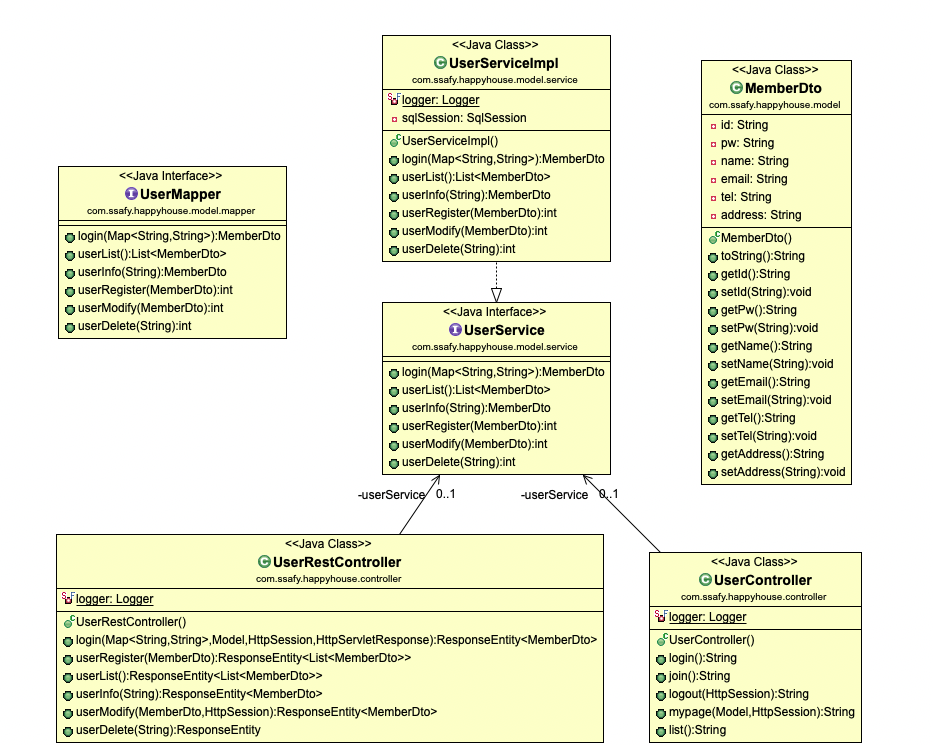 <<Java Class>>
UserServiceImpl
com.ssafy.happyhouse.model.service
logger: Logger
sqlSession: SqlSession
UserServiceImpl()
login(Map<String,String>):MemberDto
userList():List<MemberDto>
userInfo(String):MemberDto
userRegister(MemberDto):int
userModify(MemberDto):int
userDelete(String):int
<<Java Class>>
MemberDto
com.ssafy.happyhouse.model
id: String
pw: String
name: String
email: String
tel: String
address: String
MemberDto()
toString():String
getId():String
setId(String):void
getPw():String
setPw(String):void
getName():String
setName(String):void
getEmail():String
setEmail(String):void
getTel():String
setTel(String):void
getAddress():String
setAddress(String):void
<<Java Interface>>
UserMapper
com.ssafy.happyhouse.model.mapper
login(Map<String,String>):MemberDto
userList():List<MemberDto>
userInfo(String):MemberDto
userRegister(MemberDto):int
userModify(MemberDto):int
userDelete(String):int
<<Java Interface>>
UserService
com.ssafy.happyhouse.model.service
login(Map<String,String>):MemberDto
userList():List<MemberDto>
userInfo(String):MemberDto
userRegister(MemberDto):int
userModify(MemberDto):int
userDelete(String):int
-userService 0..1
-userService 0..1
<<Java Class>>
UserRestController
com.ssafy.happyhouse.controller
logger: Logger
UserRestController()
login(Map<String,String>,Model,HttpSession,HttpServletResponse):ResponseEntity<MemberDto>
userRegister(MemberDto):ResponseEntity<List<MemberDto>>
userList():ResponseEntity<List<MemberDto>>
userInfo(String):ResponseEntity<MemberDto>
userModify(MemberDto,HttpSession):ResponseEntity<MemberDto>
userDelete(String):ResponseEntity
<<Java Class>>
UserController
com.ssafy.happyhouse.controller
logger: Logger
UserController()
login():String
join():String
logout(HttpSession):String
mypage(Model,HttpSession):String
list():String